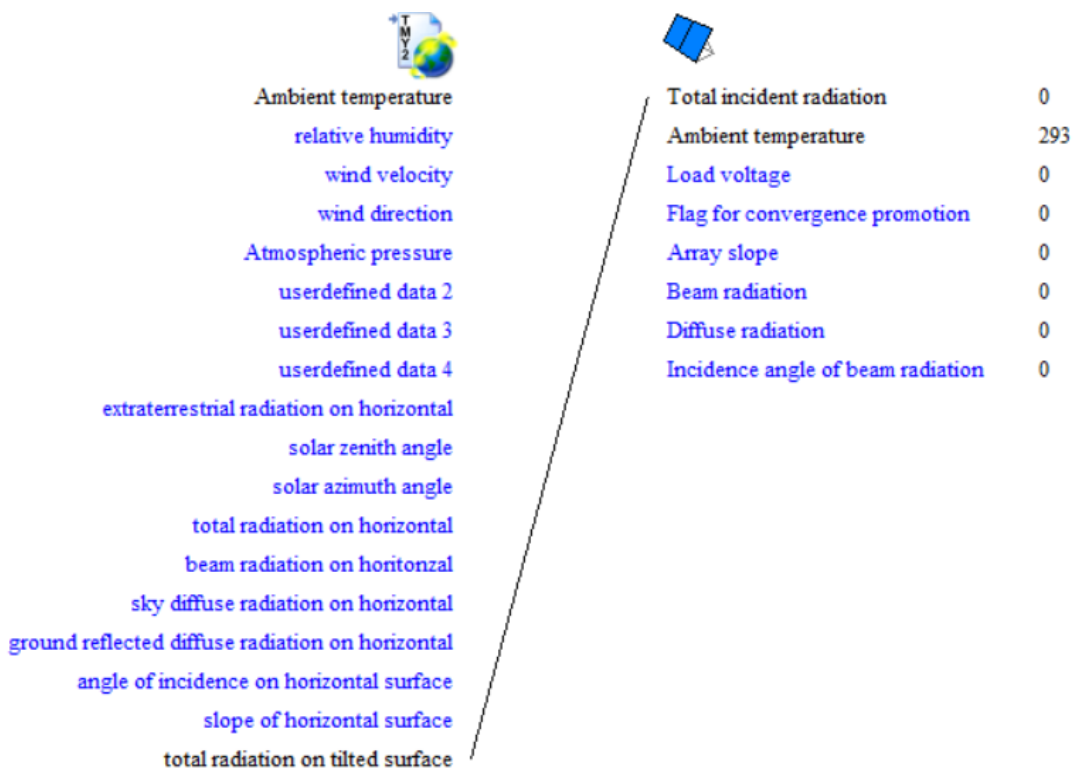 TMY2
Ambient temperature
relative humidity
wind velocity
wind direction
Atmospheric pressure
userdefined data 2
userdefined data 3
userdefined data 4
extraterrestrial radiation on horizontal
solar zenith angle
solar azimuth angle
total radiation on horizontal
beam radiation on horitonzal
sky diffuse radiation on horizontal
ground reflected diffuse radiation on horizontal
angle of incidence on horizontal surface
slope of horizontal surface
total radiation on tilted surface
Total incident radiation 0
Ambient temperature 293
Load voltage 0
Flag for convergence promotion 0
Array slope 0
Beam radiation 0
Diffuse radiation 0
Incidence angle of beam radiation 0